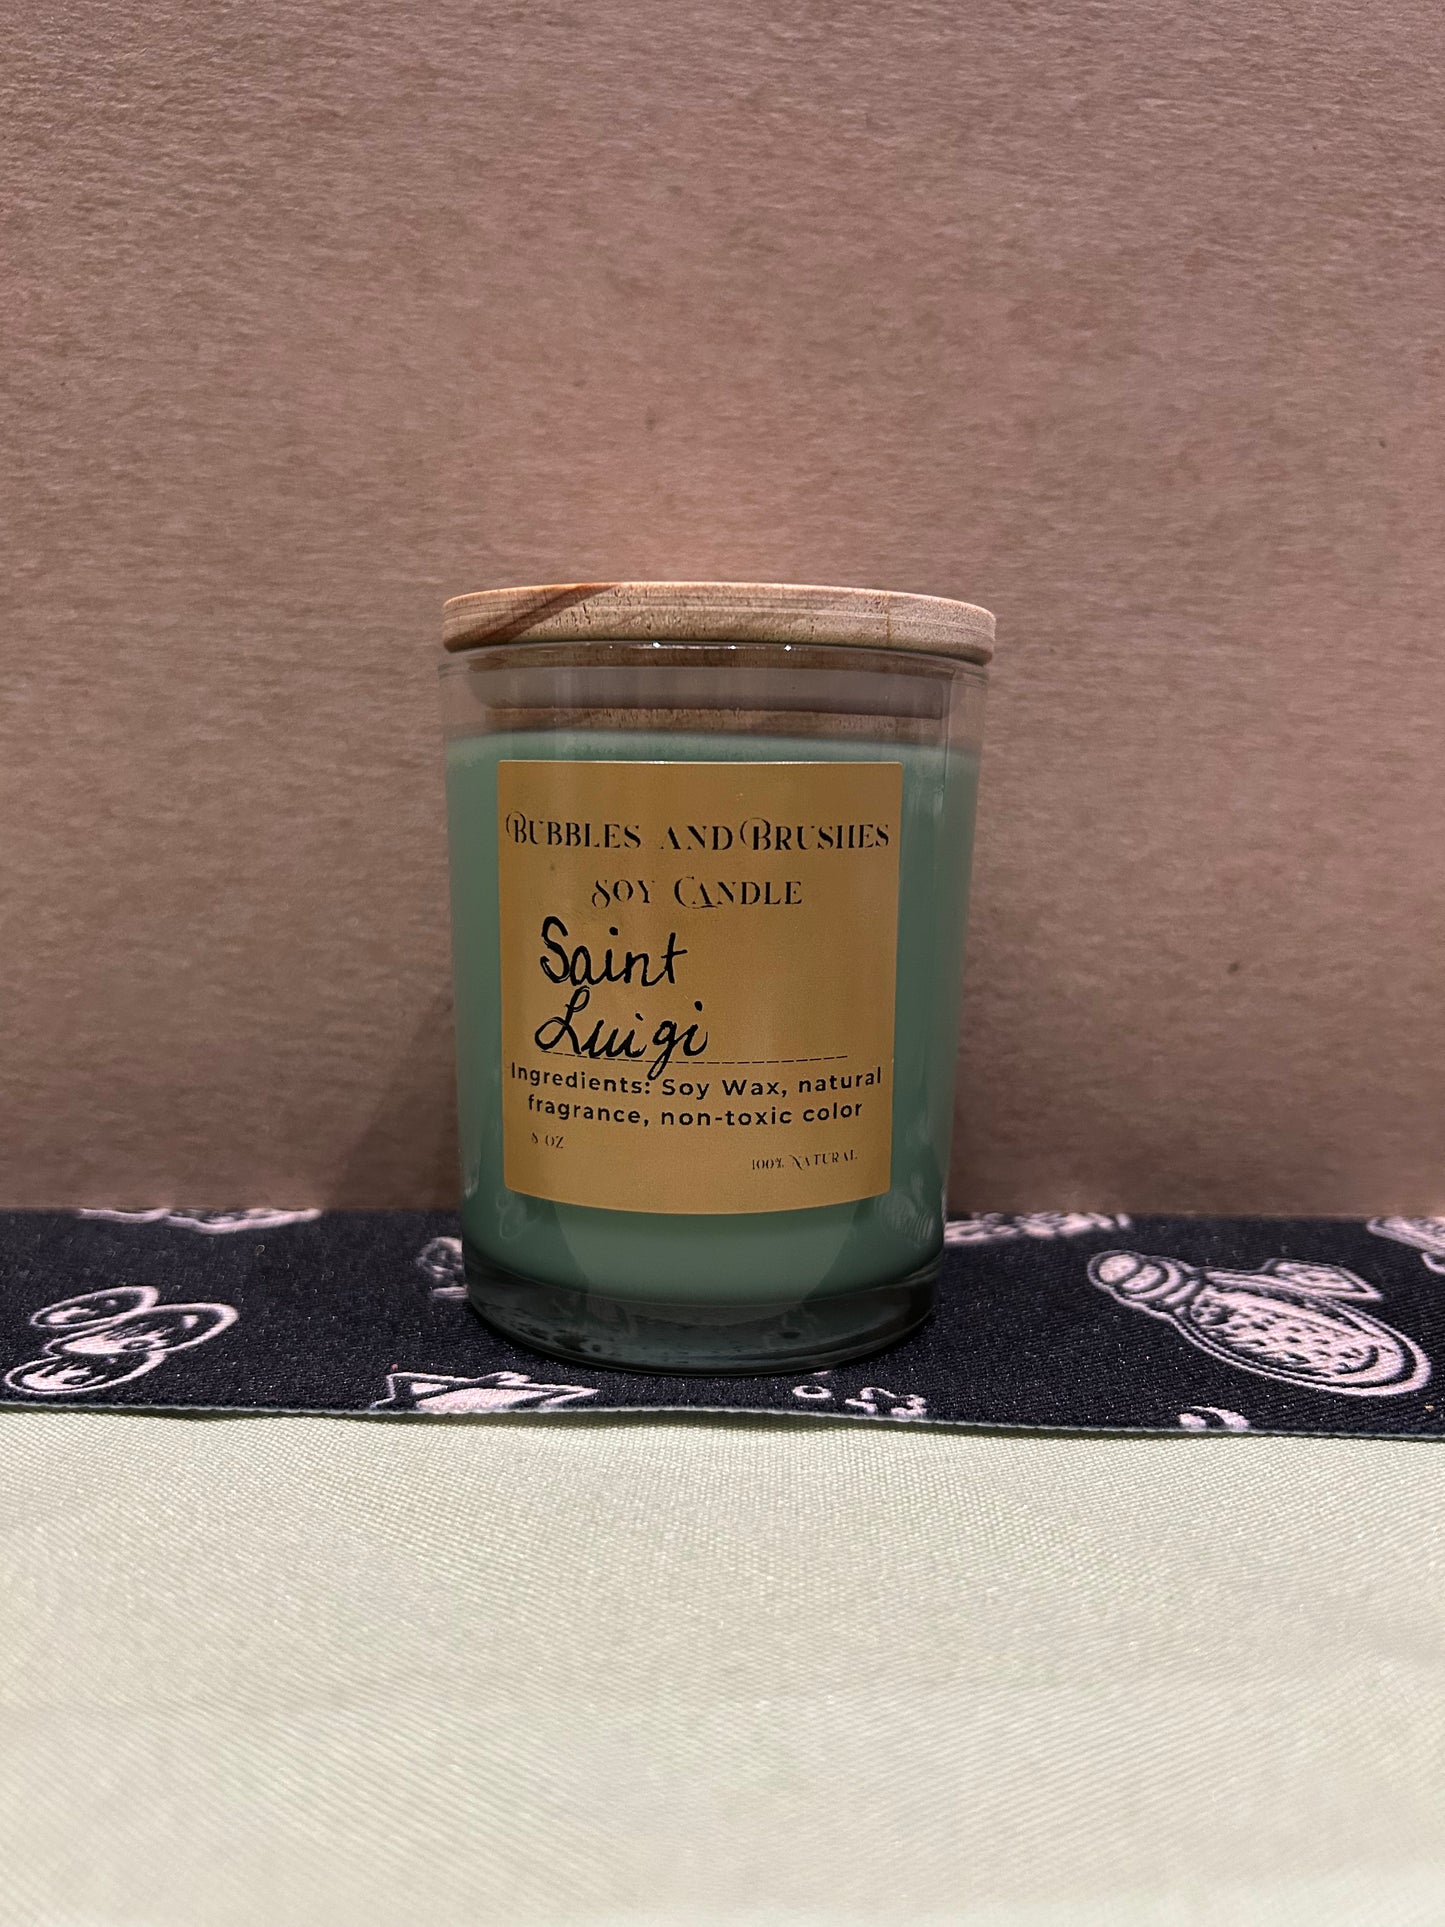 Bubbles and Brushes
Soy Candle
Saint
Luigi
Ingredients: Soy Wax, natural
fragrance, non-toxic color
8 oz
100% Natural